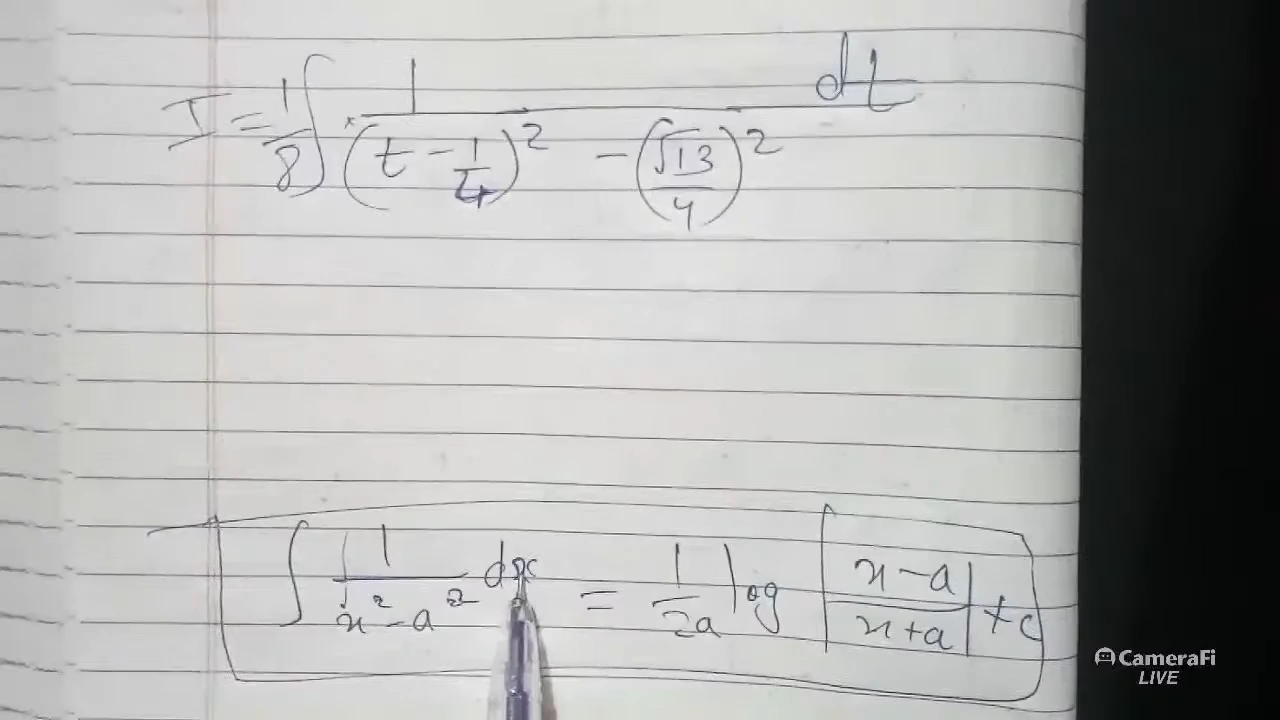 I = 1/8 ∫ 1/((t - 1/4)² - (√13/4)²) dt
∫ 1/(x² - a²) dx = 1/2a log |x - a / x + a| + c
CameraFi
LIVE